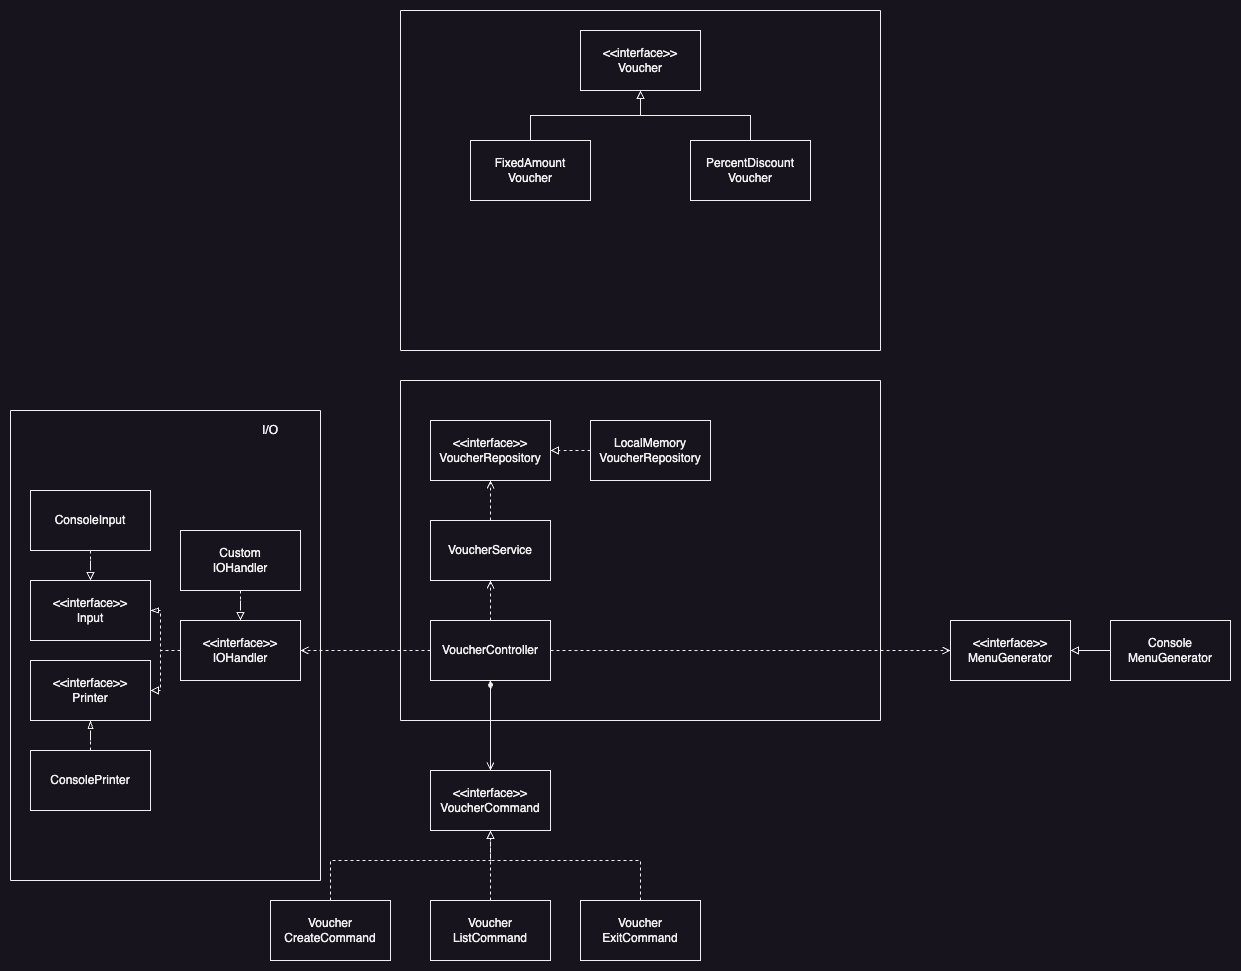 <<interface>>
Voucher
FixedAmount
Voucher
PercentDiscount
Voucher
I/O
<<interface>>
VoucherRepository
LocalMemory
VoucherRepository
ConsoleInput
Custom
IOHandler
VoucherService
<<interface>>
Input
<<interface>>
IOHandler
VoucherController
<<interface>>
MenuGenerator
Console
MenuGenerator
<<interface>>
Printer
ConsolePrinter
<<interface>>
VoucherCommand
Voucher
CreateCommand
Voucher
ListCommand
Voucher
ExitCommand